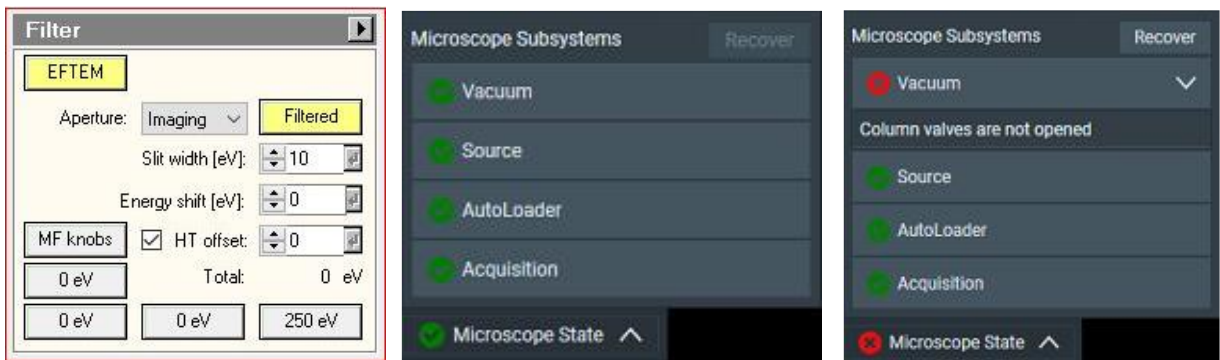 Filter
EFTEM
Aperture: Imaging Filtered
Slit width [eV]: 10
Energy shift [eV]: 0
MF knobs HT offset: 0
0 eV Total: 0 eV
0 eV 0 eV 250 eV
Microscope Subsystems Recover
Vacuum
Source
AutoLoader
Acquisition
Microscope State
Microscope Subsystems Recover
Vacuum
Column valves are not opened
Source
AutoLoader
Acquisition
Microscope State